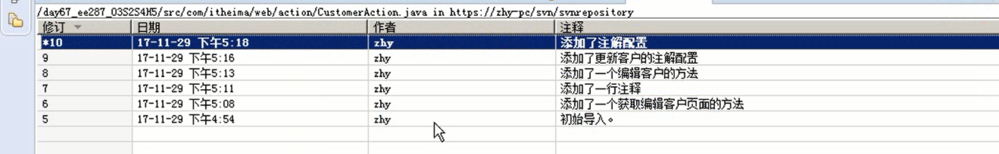 /day67_ee287_03S2S4H5/src/com/itheima/web/action/CustomerAction.java in https://zhy-pc/svn/svnrepository
修订 日期 作者 注释
*10 17-11-29 下午5:18 zhy 添加了注解配置
9 17-11-29 下午5:16 zhy 添加了更新客户的注解配置
8 17-11-29 下午5:13 zhy 添加了一个编辑客户的方法
7 17-11-29 下午5:11 zhy 添加了一行注释
6 17-11-29 下午5:08 zhy 添加了一个获取编辑客户页面的方法
5 17-11-29 下午4:54 zhy 初始导入。